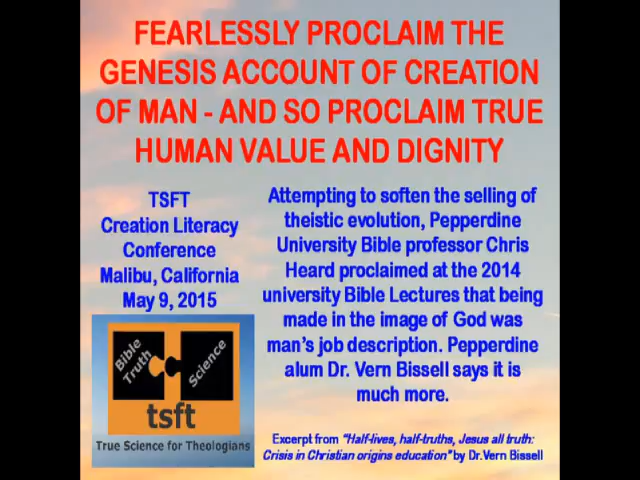 FEARLESSLY PROCLAIM THE
GENESIS ACCOUNT OF CREATION
OF MAN - AND SO PROCLAIM TRUE
HUMAN VALUE AND DIGNITY
TSFT
Creation Literacy
Conference
Malibu, California
May 9, 2015
Bible
Truth
Science
tsft
True Science for Theologians
Attempting to soften the selling of
theistic evolution, Pepperdine
University Bible professor Chris
Heard proclaimed at the 2014
university Bible Lectures that being
made in the image of God was
man's job description. Pepperdine
alum Dr. Vern Bissell says it is
much more.
Excerpt from "Half-lives, half-truths, Jesus all truth:
Crisis in Christian origins education" by Dr.Vern Bissell